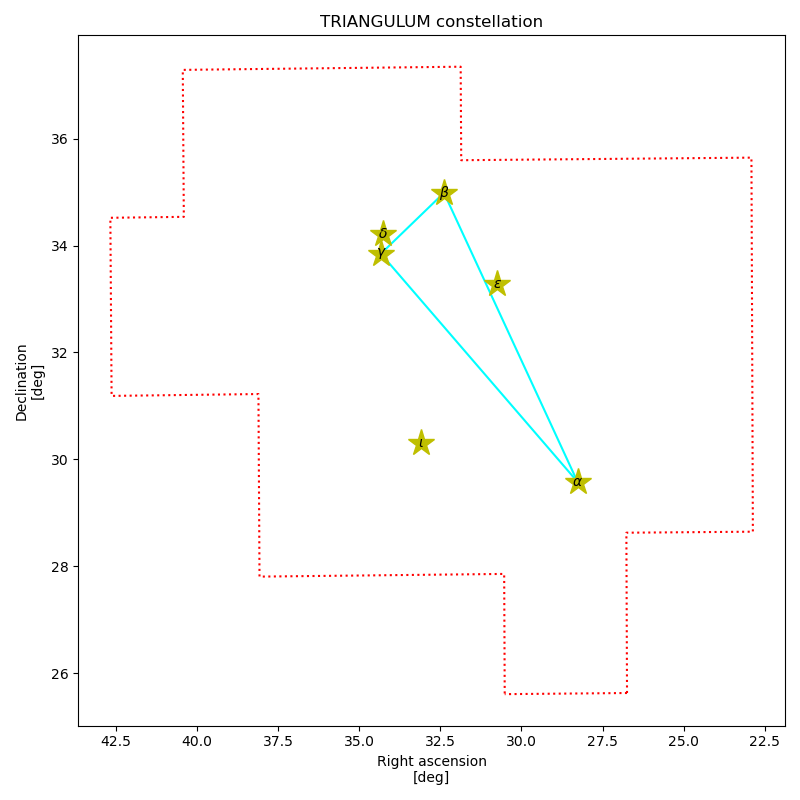 TRIANGULUM constellation
36
β
δ
34
γ
ε
32
Declination
[deg]
ι
30
α
28
26
42.5 40.0 37.5 35.0 32.5 30.0 27.5 25.0 22.5
Right ascension
[deg]